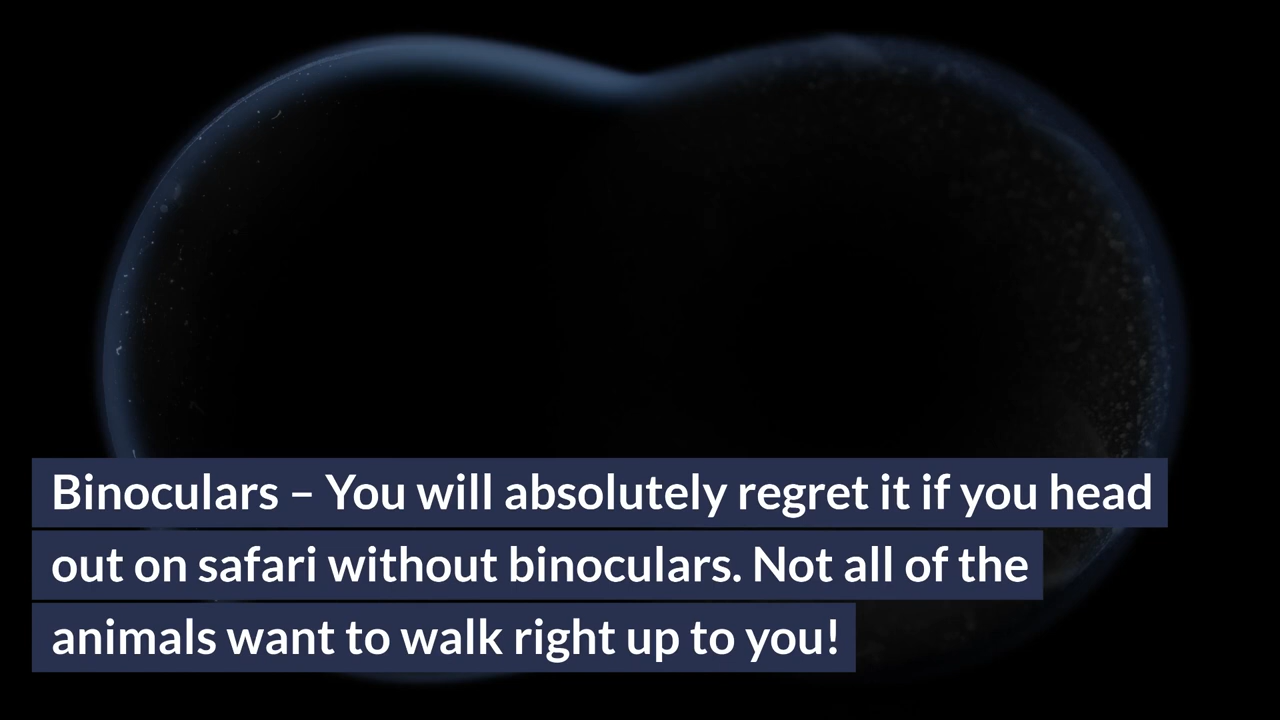 Binoculars – You will absolutely regret it if you head
out on safari without binoculars. Not all of the
animals want to walk right up to you!